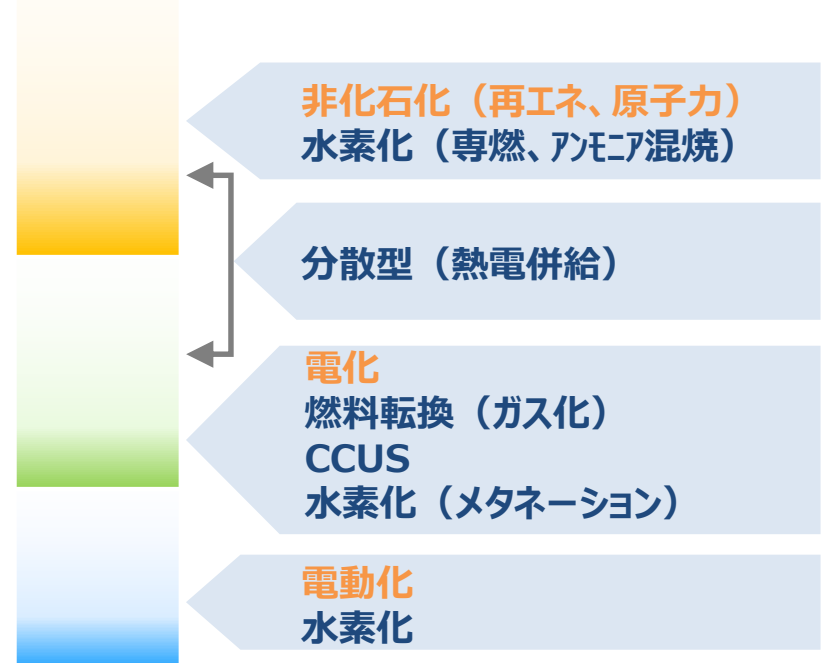 非化石化（再エネ、原子力）
水素化（専燃、アンモニア混焼）
分散型（熱電併給）
電化
燃料転換（ガス化）
CCUS
水素化（メタネーション）
電動化
水素化